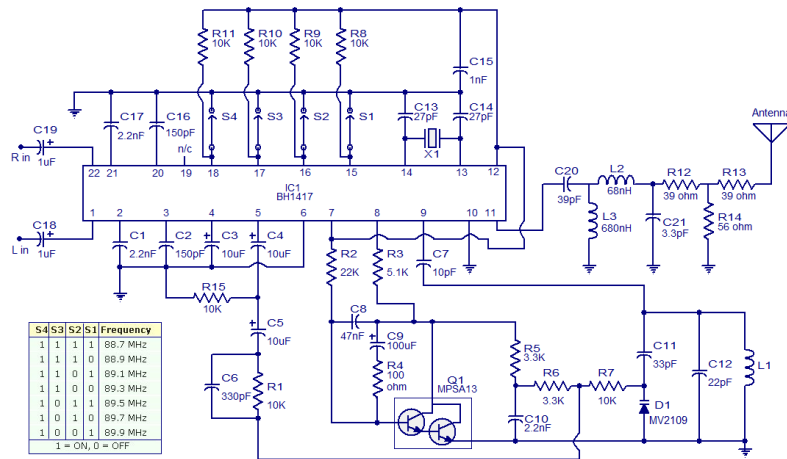 R11
10K
R10
10K
R9
10K
R8
10K
C15
1nF
C17
2.2nF
C16
150pF
n/c
S4
S3
S2
S1
C13
27pF
C14
27pF
X1
Antenna
C19
1uF
R in
22
21
20
19
18
17
16
15
14
13
12
IC1
BH1417
1
2
3
4
5
6
7
8
9
10
11
C18
1uF
L in
C20
39pF
L2
68nH
L3
680nH
C21
3.3pF
R12
39 ohm
R13
39 ohm
R14
56 ohm
C1
2.2nF
C2
150pF
C3
10uF
C4
10uF
R2
22K
R3
5.1K
C7
10pF
R15
10K
C5
10uF
C6
330pF
R1
10K
C8
47nF
C9
100uF
R4
100
ohm
Q1
MPSA13
R5
3.3K
R6
3.3K
R7
10K
C10
2.2nF
C11
33pF
D1
MV2109
C12
22pF
L1
S4 S3 S2 S1 Frequency
1 1 1 1 88.7 MHz
1 1 1 0 88.9 MHz
1 1 0 1 89.1 MHz
1 1 0 0 89.3 MHz
1 0 1 1 89.5 MHz
1 0 1 0 89.7 MHz
1 0 0 1 89.9 MHz
1 = ON, 0 = OFF